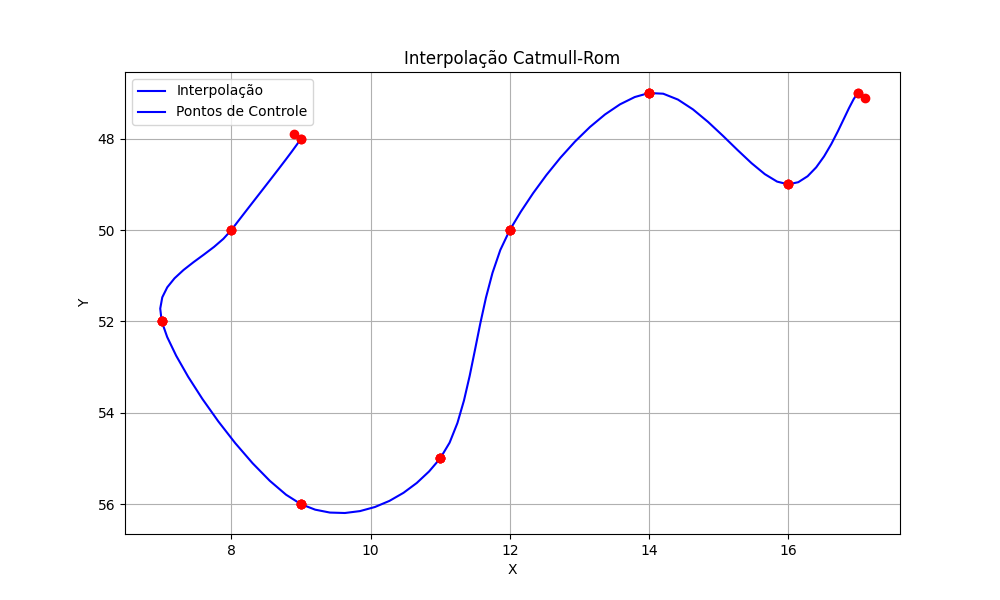 Interpolação Catmull-Rom
Interpolação
Pontos de Controle
48
50
52
54
56
Y
8 10 12 14 16
X